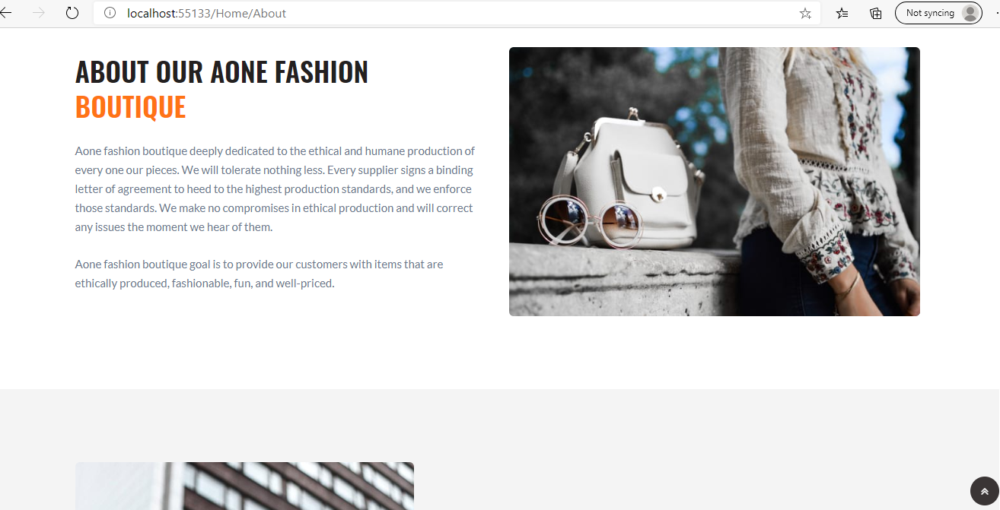 localhost:55133/Home/About
Not syncing
ABOUT OUR AONE FASHION
BOUTIQUE
Aone fashion boutique deeply dedicated to the ethical and humane production of
every one our pieces. We will tolerate nothing less. Every supplier signs a binding
letter of agreement to heed to the highest production standards, and we enforce
those standards. We make no compromises in ethical production and will correct
any issues the moment we hear of them.
Aone fashion boutique goal is to provide our customers with items that are
ethically produced, fashionable, fun, and well-priced.